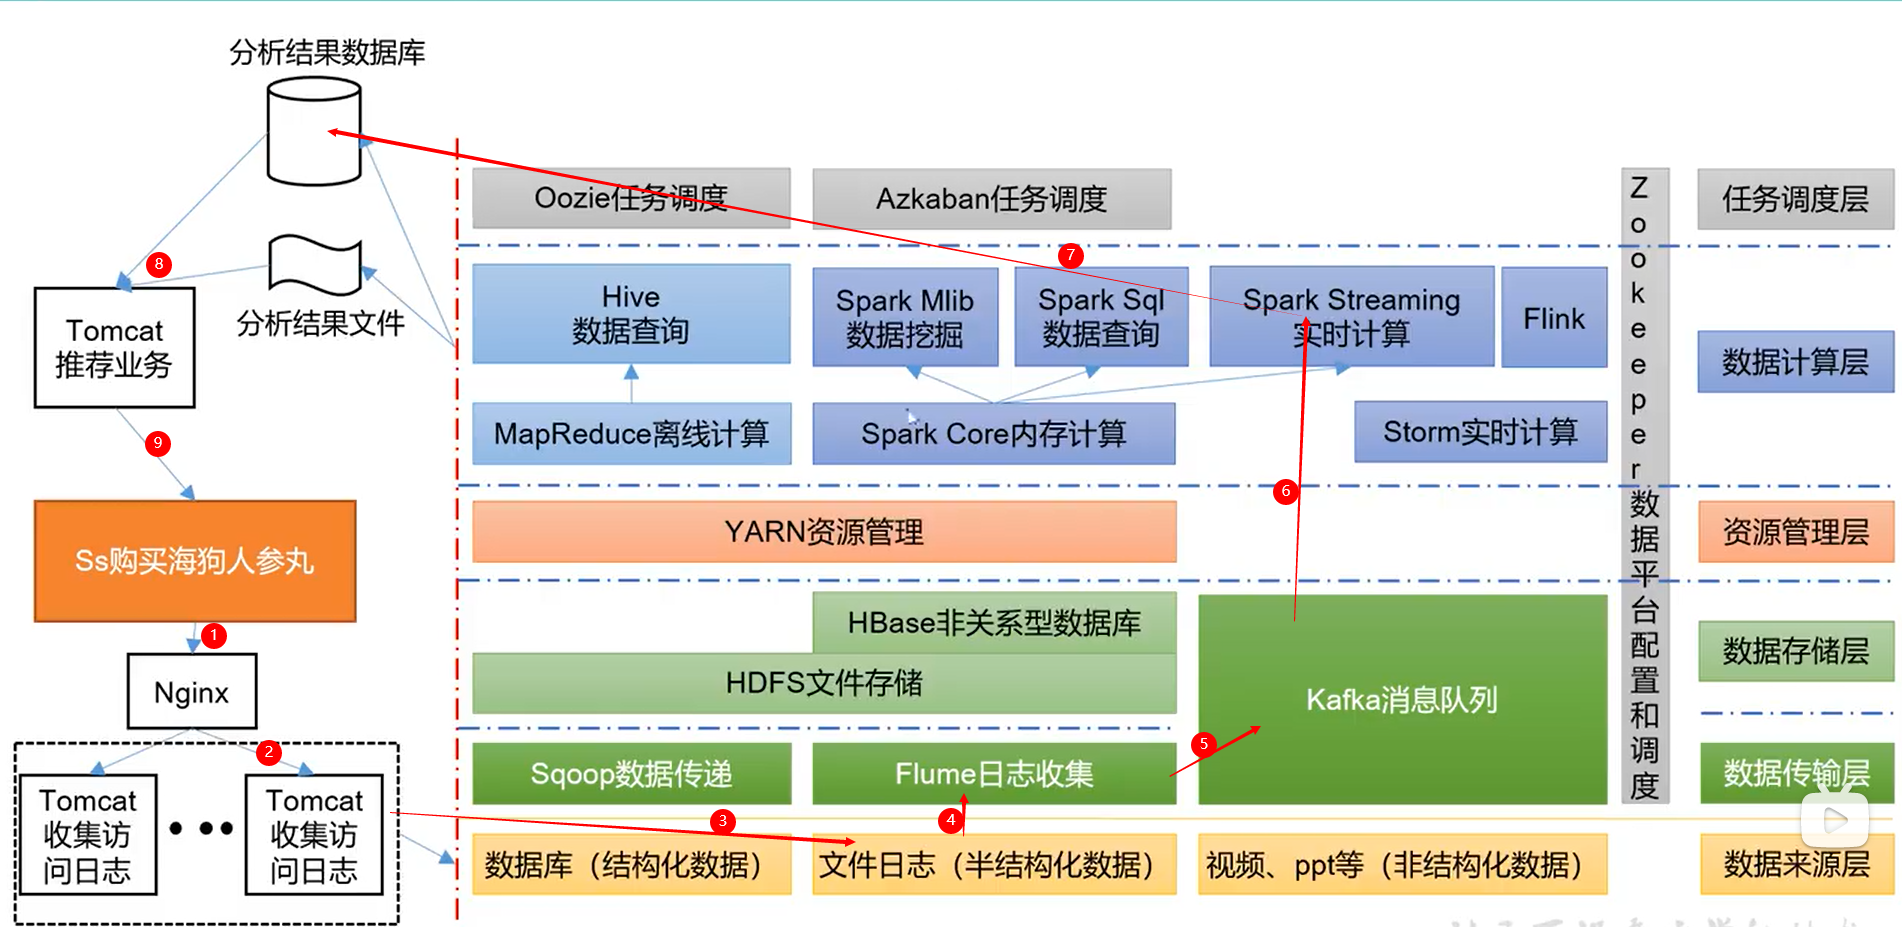 分析结果数据库
Oozie任务调度
Azkaban任务调度
Zookeeper数据平台配置和调度
任务调度层
8
分析结果文件
7
Tomcat
推荐业务
Hive
数据查询
Spark Mlib
数据挖掘
Spark Sql
数据查询
Spark Streaming
实时计算
Flink
数据计算层
MapReduce离线计算
Spark Core内存计算
Storm实时计算
9
6
Ss购买海狗人参丸
YARN资源管理
资源管理层
1
Nginx
HBase非关系型数据库
HDFS文件存储
Kafka消息队列
数据存储层
2
5
Tomcat
收集访
问日志
Tomcat
收集访
问日志
Sqoop数据传递
Flume日志收集
数据传输层
3
4
数据库（结构化数据）
文件日志（半结构化数据）
视频、ppt等（非结构化数据）
数据来源层